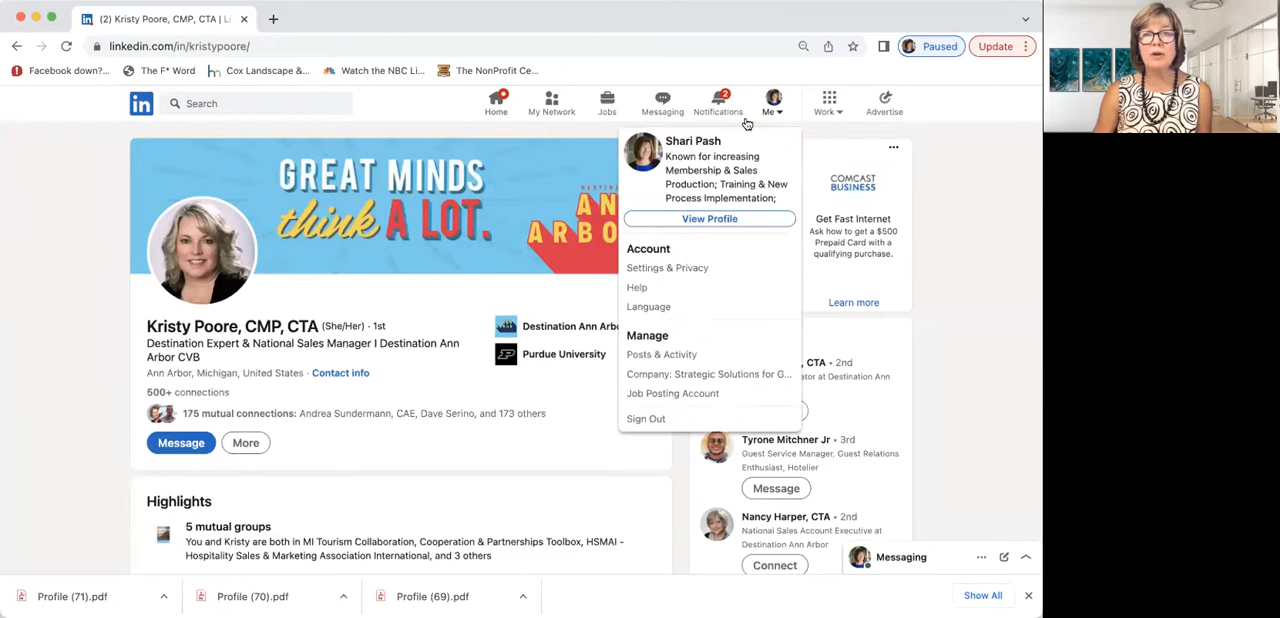 (2) Kristy Poore, CMP, CTA | Li
linkedin.com/in/kristypoore/
Paused
Update
Facebook down?...
The F* Word
Cox Landscape &...
Watch the NBC Li...
The NonProfit Ce...
in
Search
Home
My Network
Jobs
Messaging
2
Notifications
Me
Work
Advertise
GREAT MINDS
think A LOT.
DESTI
AN
ARBO
Shari Pash
Known for increasing
Membership & Sales
Production; Training & New
Process Implementation;
View Profile
Account
Settings & Privacy
Help
Language
Manage
Posts & Activity
Company: Strategic Solutions for G...
Job Posting Account
Sign Out
COMCAST
BUSINESS
Get Fast Internet
Ask how to get a $500
Prepaid Card with a
qualifying purchase.
Learn more
Kristy Poore, CMP, CTA (She/Her) · 1st
Destination Expert & National Sales Manager I Destination Ann
Arbor CVB
Ann Arbor, Michigan, United States · Contact info
500+ connections
175 mutual connections: Andrea Sundermann, CAE, Dave Serino, and 173 others
Message
More
Destination Ann Arbo
Purdue University
, CTA • 2nd
ator at Destination Ann
Tyrone Mitchner Jr • 3rd
Guest Service Manager, Guest Relations
Enthusiast, Hotelier
Message
Nancy Harper, CTA • 2nd
National Sales Account Executive at
Destination Ann Arbor
Connect
Highlights
5 mutual groups
You and Kristy are both in MI Tourism Collaboration, Cooperation & Partnerships Toolbox, HSMAI -
Hospitality Sales & Marketing Association International, and 3 others
Messaging
Profile (71).pdf
Profile (70).pdf
Profile (69).pdf
Show All